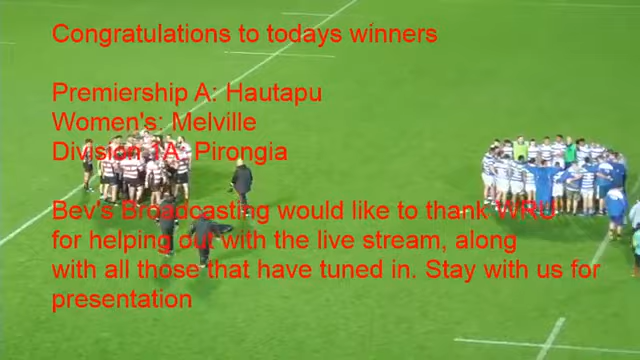 Congratulations to todays winners
Premiership A: Hautapu
Women's: Melville
Division 1A: Pirongia
Bev's Broadcasting would like to thank WRU
for helping out with the live stream, along
with all those that have tuned in. Stay with us for
presentation